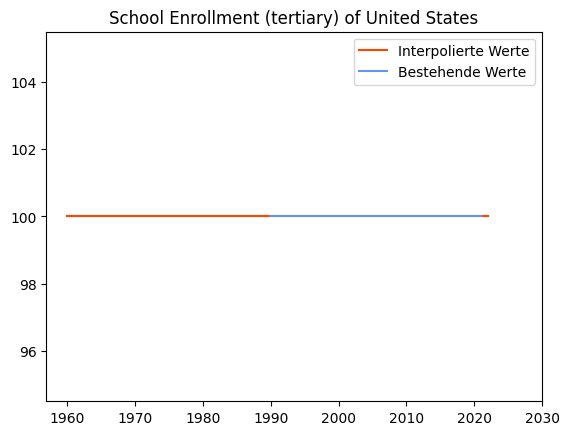 School Enrollment (tertiary) of United States
Interpolierte Werte
Bestehende Werte
104
102
100
98
96
1960 1970 1980 1990 2000 2010 2020 2030